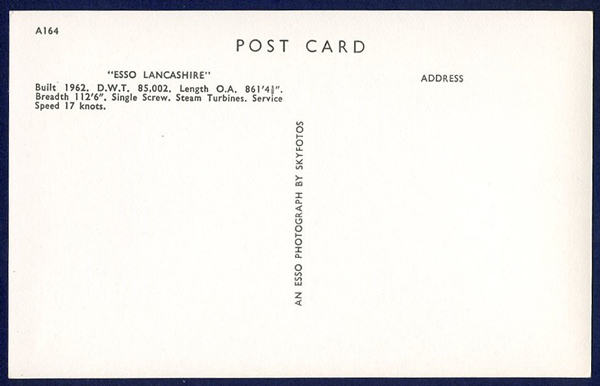 A164
POST CARD
"ESSO LANCASHIRE"
Built 1962. D.W.T. 85,002. Length O.A. 861'4½".
Breadth 112'6". Single Screw. Steam Turbines. Service
Speed 17 knots.
ADDRESS
AN ESSO PHOTOGRAPH BY SKYFOTOS